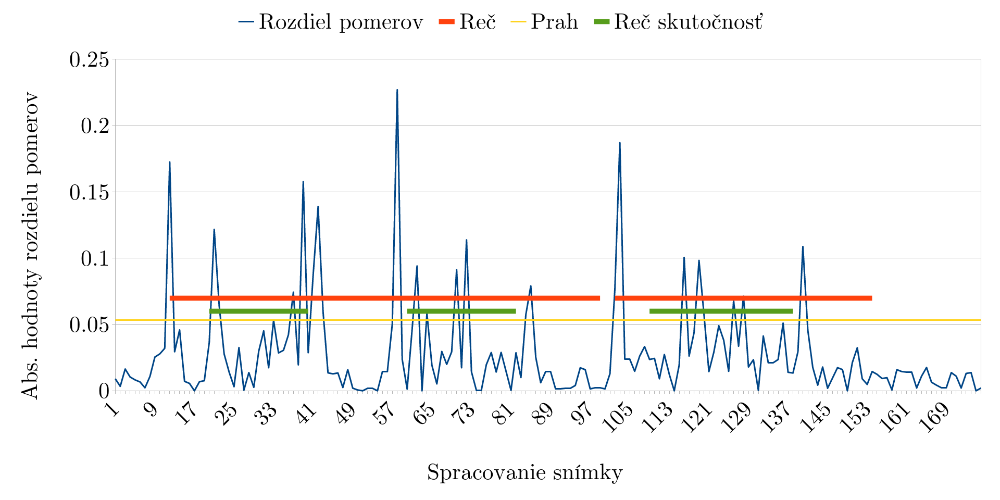 Rozdiel pomerov Reč Prah Reč skutočnosť
Abs. hodnoty rozdielu pomerov
0.25
0.2
0.15
0.1
0.05
0
1 9 17 25 33 41 49 57 65 73 81 89 97 105 113 121 129 137 145 153 161 169
Spracovanie snímky